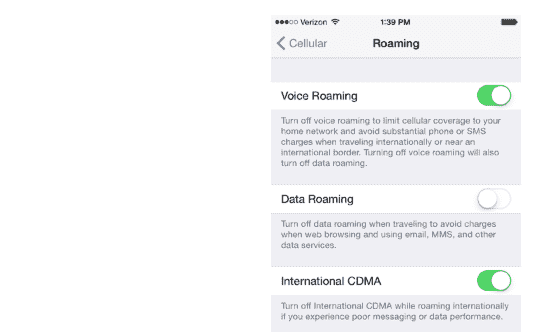 Verizon 1:39 PM
Cellular Roaming
Voice Roaming
Turn off voice roaming to limit cellular coverage to your
home network and avoid substantial phone or SMS
charges when traveling internationally or near an
international border. Turning off voice roaming will also
turn off data roaming.
Data Roaming
Turn off data roaming when traveling to avoid charges
when web browsing and using email, MMS, and other
data services.
International CDMA
Turn off International CDMA while roaming internationally
if you experience poor messaging or data performance.